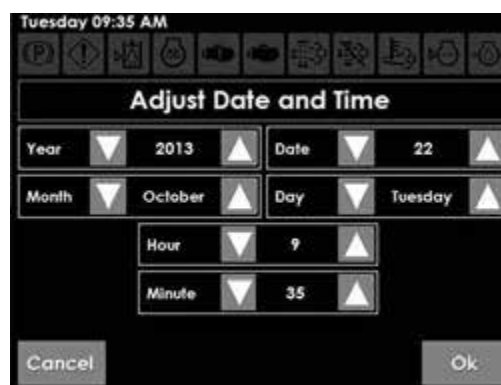 Tuesday 09:35 AM
Adjust Date and Time
Year 2013 Date 22
Month October Day Tuesday
Hour 9
Minute 35
Cancel Ok